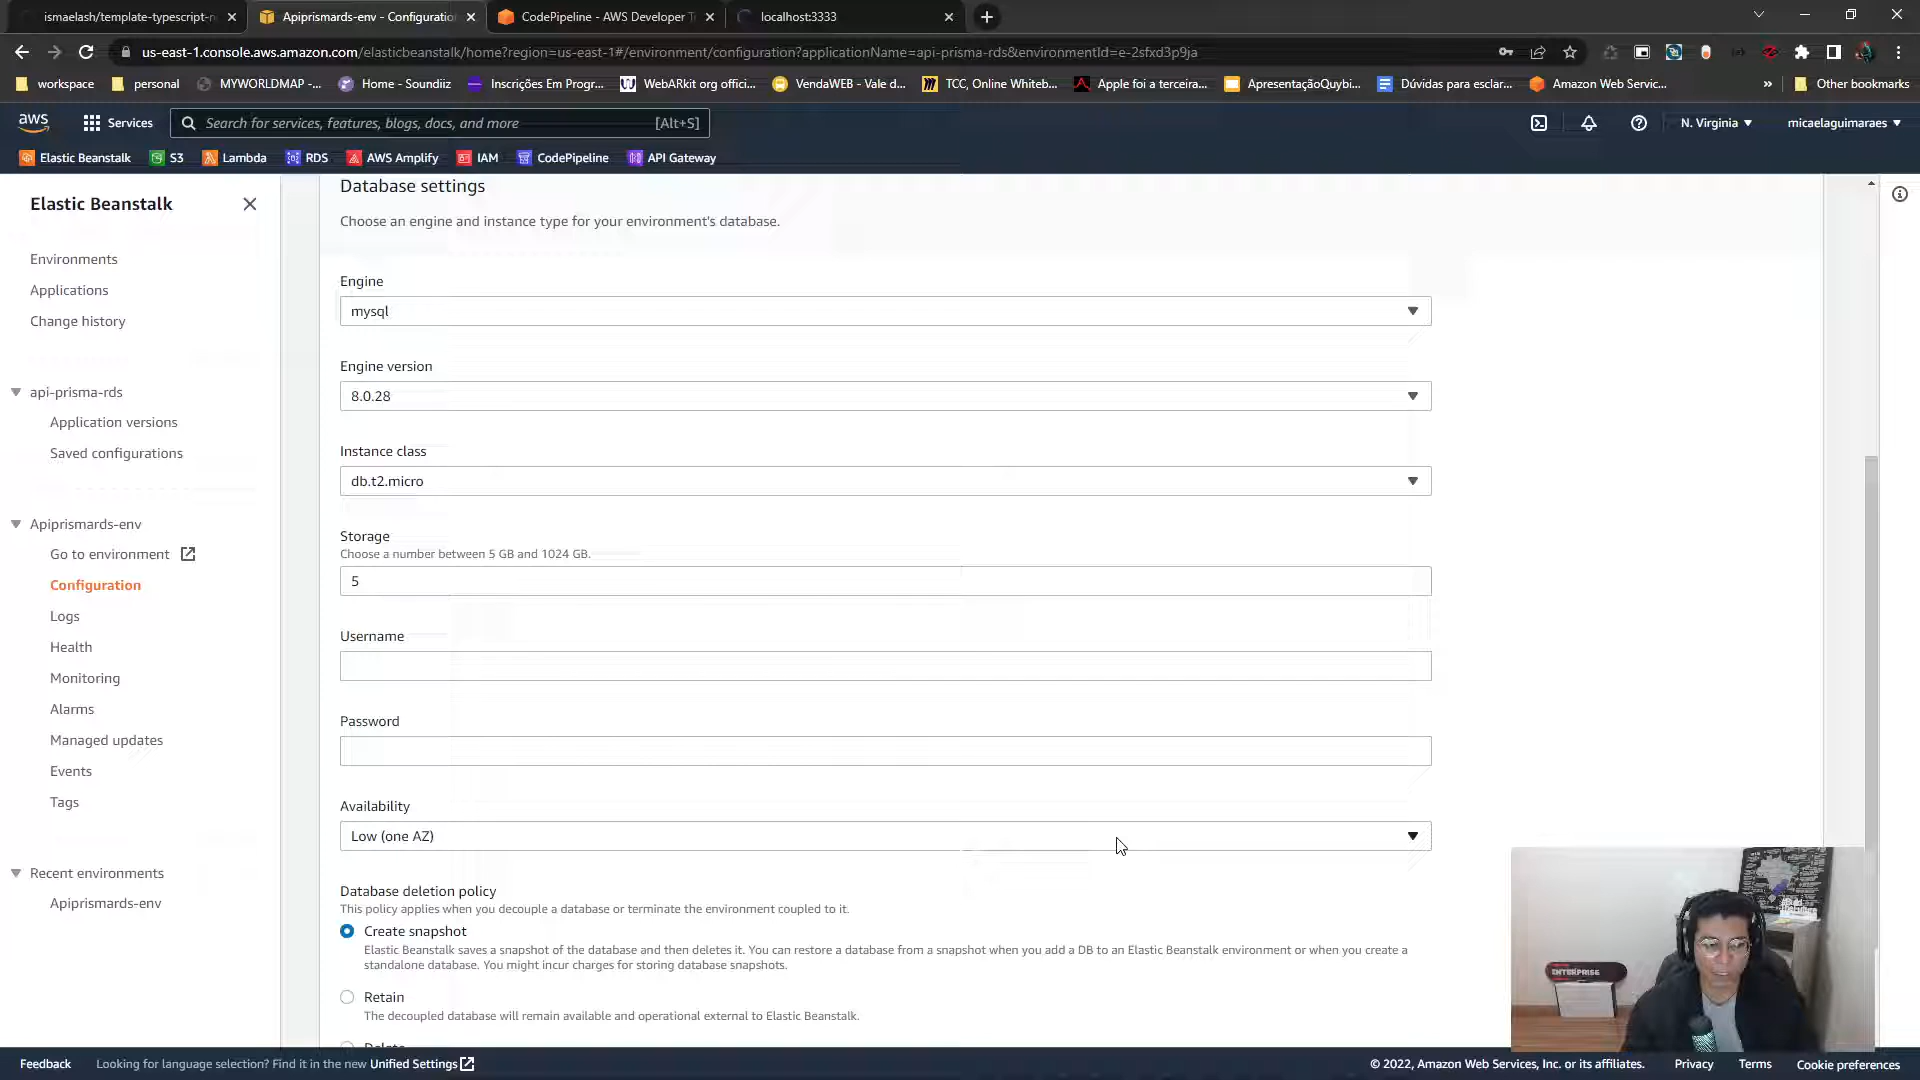 ismaelash/template-typescript-n
Apiprismards-env - Configuratio
CodePipeline - AWS Developer T
localhost:3333
us-east-1.console.aws.amazon.com/elasticbeanstalk/home?region=us-east-1#/environment/configuration?applicationName=api-prisma-rds&environmentId=e-2sfxd3p9ja
workspace
personal
MYWORLDMAP -...
Home - Soundiiz
Inscrições Em Progr...
WebARkit org offici...
VendaWEB - Vale d...
TCC, Online Whiteb...
Apple foi a terceira...
ApresentaçãoQuybi...
Dúvidas para esclar...
Amazon Web Servic...
»
Other bookmarks
aws
Services
Search for services, features, blogs, docs, and more
[Alt+S]
N. Virginia
micaelaguimaraes
Elastic Beanstalk
S3
Lambda
RDS
AWS Amplify
IAM
CodePipeline
API Gateway
Elastic Beanstalk
Environments
Applications
Change history
api-prisma-rds
Application versions
Saved configurations
Apiprismards-env
Go to environment
Configuration
Logs
Health
Monitoring
Alarms
Managed updates
Events
Tags
Recent environments
Apiprismards-env
Database settings
Choose an engine and instance type for your environment's database.
Engine
mysql
Engine version
8.0.28
Instance class
db.t2.micro
Storage
Choose a number between 5 GB and 1024 GB.
5
Username
Password
Availability
Low (one AZ)
Database deletion policy
This policy applies when you decouple a database or terminate the environment coupled to it.
Create snapshot
Elastic Beanstalk saves a snapshot of the database and then deletes it. You can restore a database from a snapshot when you add a DB to an Elastic Beanstalk environment or when you create a
standalone database. You might incur charges for storing database snapshots.
Retain
The decoupled database will remain available and operational external to Elastic Beanstalk.
Delete
ENTERPRISE
Feedback
Looking for language selection? Find it in the new Unified Settings
© 2022, Amazon Web Services, Inc. or its affiliates.
Privacy
Terms
Cookie preferences